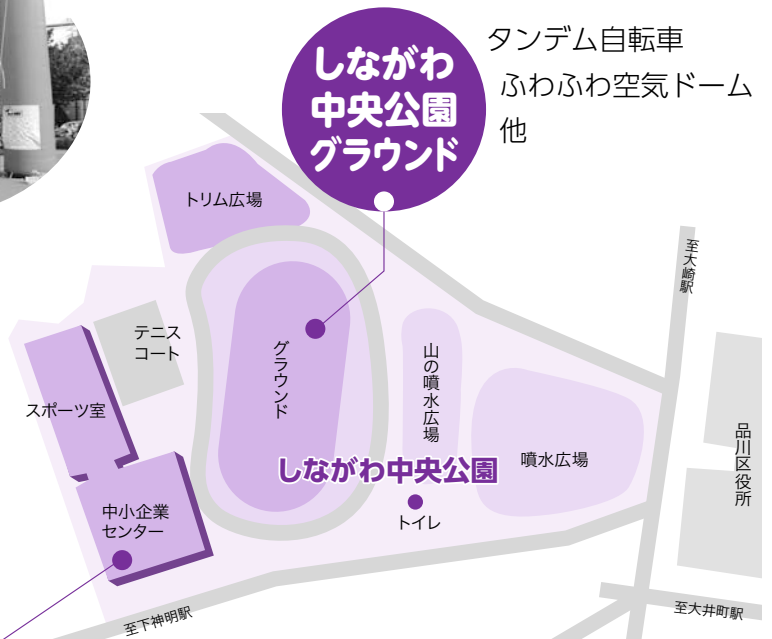 しながわ
中央公園
グラウンド
タンデム自転車
ふわふわ空気ドーム
他
トリム広場
至大崎駅
テニス
コート
グラウンド
山の噴水広場
スポーツ室
品川区役所
しながわ中央公園
噴水広場
中小企業
センター
トイレ
至下神明駅
至大井町駅